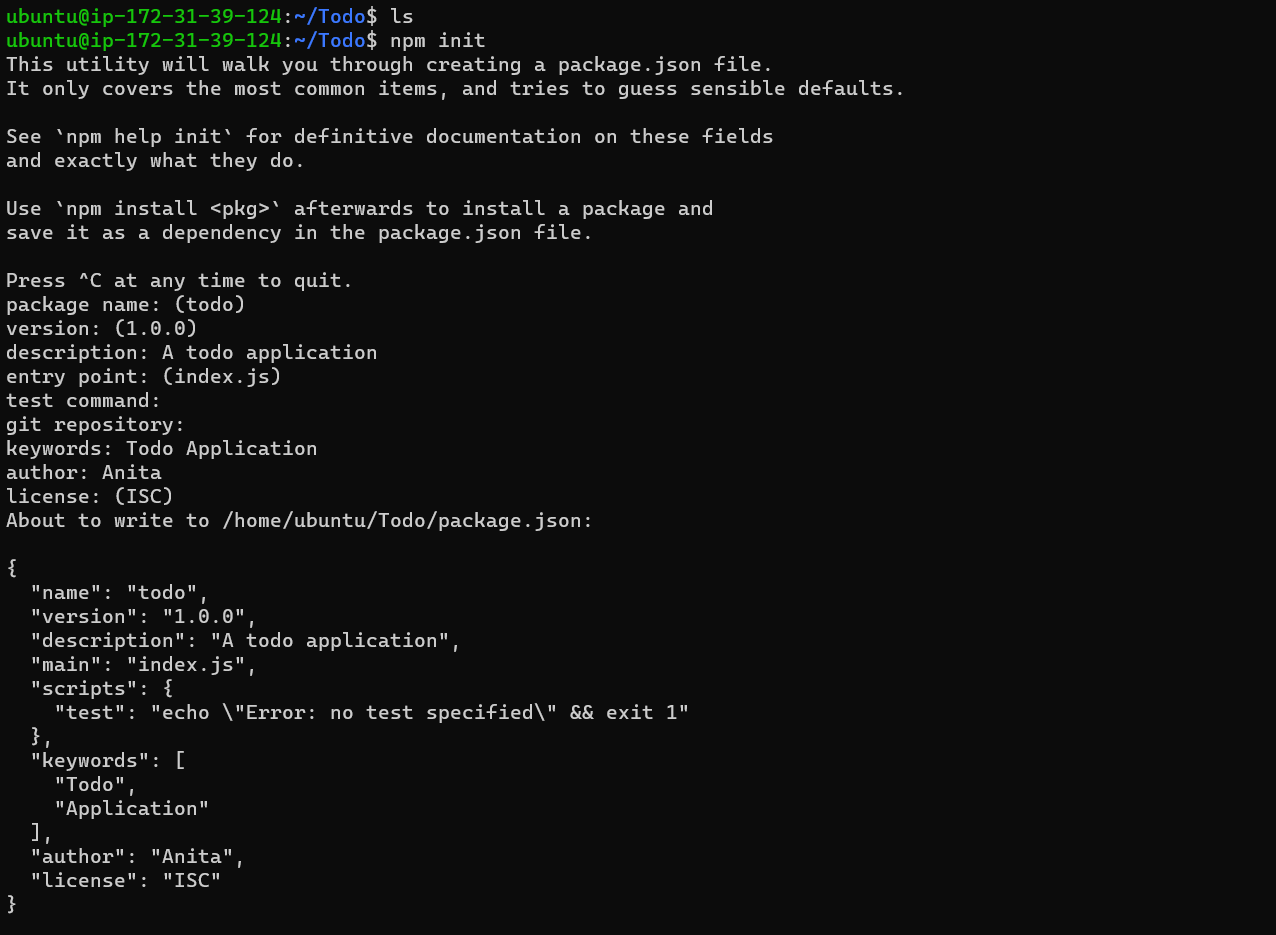 ubuntu@ip-172-31-39-124:~/Todo$ ls
ubuntu@ip-172-31-39-124:~/Todo$ npm init
This utility will walk you through creating a package.json file.
It only covers the most common items, and tries to guess sensible defaults.

See `npm help init` for definitive documentation on these fields
and exactly what they do.

Use `npm install <pkg>` afterwards to install a package and
save it as a dependency in the package.json file.

Press ^C at any time to quit.
package name: (todo)
version: (1.0.0)
description: A todo application
entry point: (index.js)
test command:
git repository:
keywords: Todo Application
author: Anita
license: (ISC)
About to write to /home/ubuntu/Todo/package.json:

{
  "name": "todo",
  "version": "1.0.0",
  "description": "A todo application",
  "main": "index.js",
  "scripts": {
    "test": "echo \"Error: no test specified\" && exit 1"
  },
  "keywords": [
    "Todo",
    "Application"
  ],
  "author": "Anita",
  "license": "ISC"
}